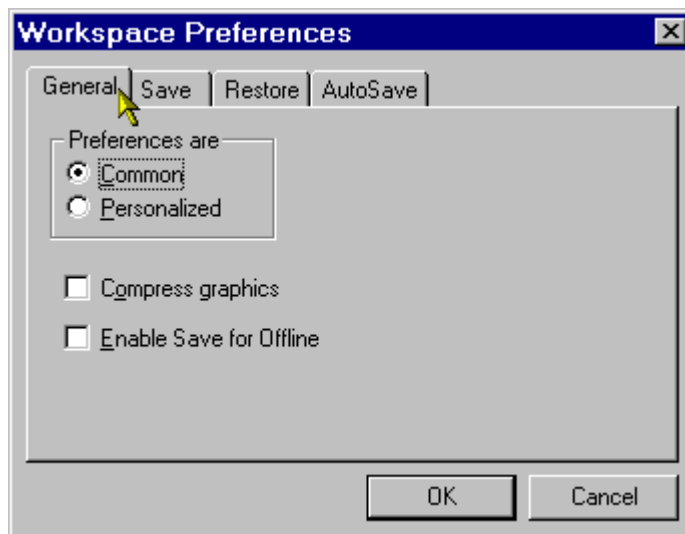 Workspace Preferences
General Save Restore AutoSave
Preferences are
Common
Personalized
Compress graphics
Enable Save for Offline
OK Cancel